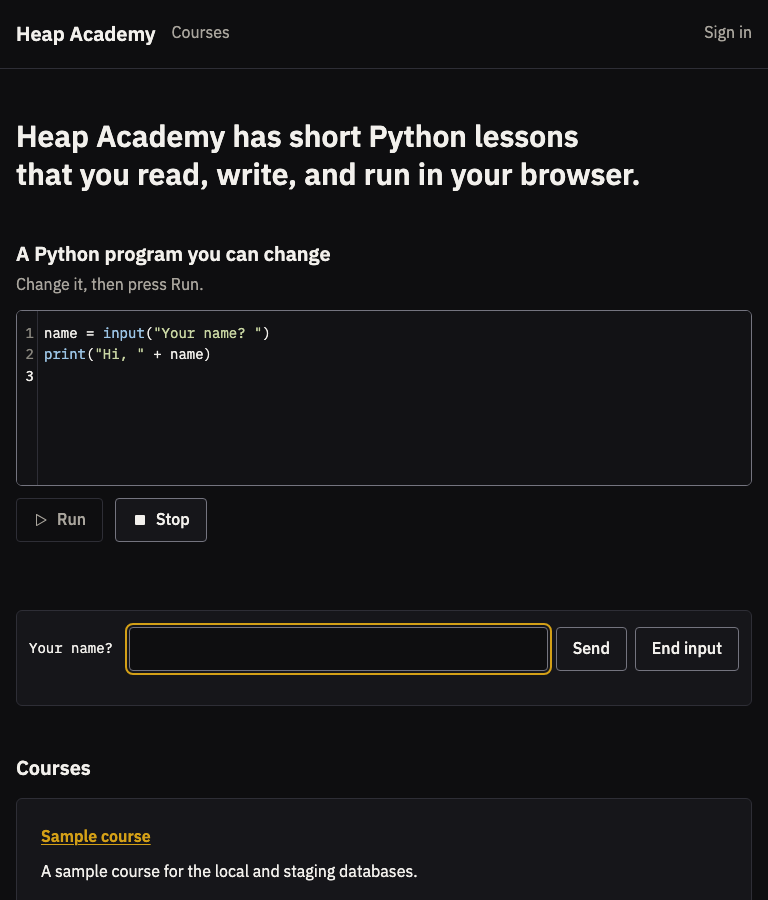 Heap Academy Courses Sign in
Heap Academy has short Python lessons
that you read, write, and run in your browser.
A Python program you can change
Change it, then press Run.
1 name = input("Your name? ")
2 print("Hi, " + name)
3
Run Stop
Your name? Send End input
Courses
Sample course
A sample course for the local and staging databases.